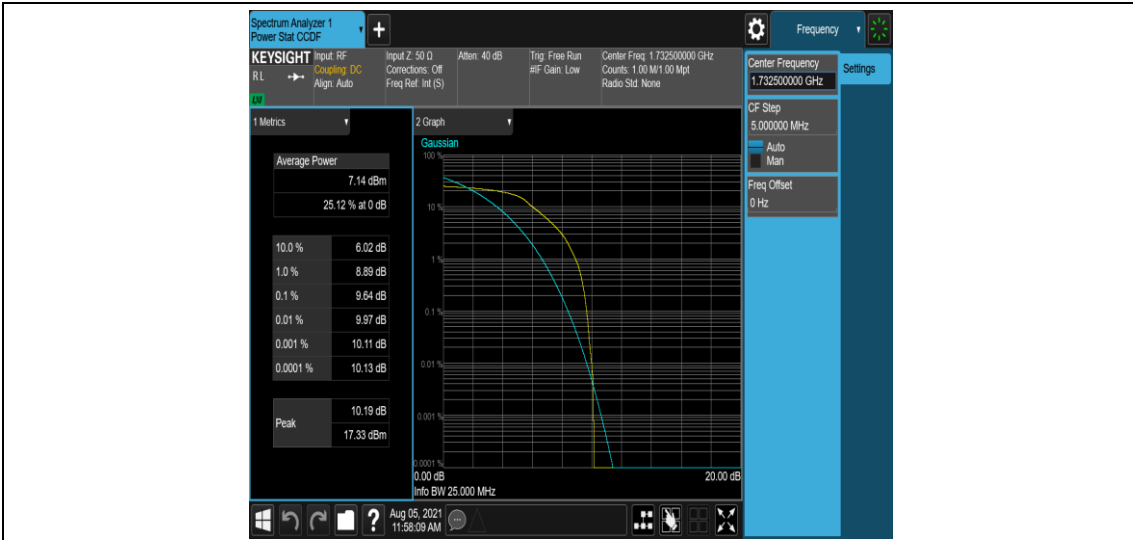 Spectrum Analyzer 1
Power Stat CCDF
+
Frequency
KEYSIGHT
RL
LXI
Input: RF
Coupling: DC
Align: Auto
Input Z: 50 Ω
Corrections: Off
Freq Ref: Int (S)
Atten: 40 dB
Trig: Free Run
#IF Gain: Low
Center Freq: 1.732500000 GHz
Counts: 1.00 M/1.00 Mpt
Radio Std: None
Center Frequency
1.732500000 GHz
Settings
CF Step
5.000000 MHz
Auto
Man
Freq Offset
0 Hz
1 Metrics
Average Power
7.14 dBm
25.12 % at 0 dB
10.0 % 6.02 dB
1.0 % 8.89 dB
0.1 % 9.64 dB
0.01 % 9.97 dB
0.001 % 10.11 dB
0.0001 % 10.13 dB
Peak
10.19 dB
17.33 dBm
2 Graph
Gaussian
100 %
10 %
1 %
0.1 %
0.01 %
0.001 %
0.0001 %
0.00 dB 20.00 dB
Info BW 25.000 MHz
?
Aug 05, 2021
11:58:09 AM